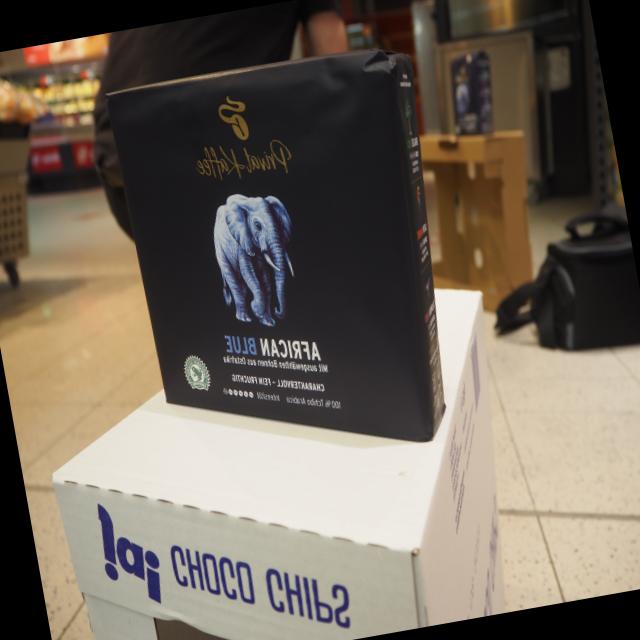 Privat Kaffee
AFRICAN BLUE
Mit ausgewählten Bohnen aus Ostafrika
CHARAKTERVOLL • FEIN FRUCHTIG
100% Tchibo Arabica
ja!
CHOCO CHIPS